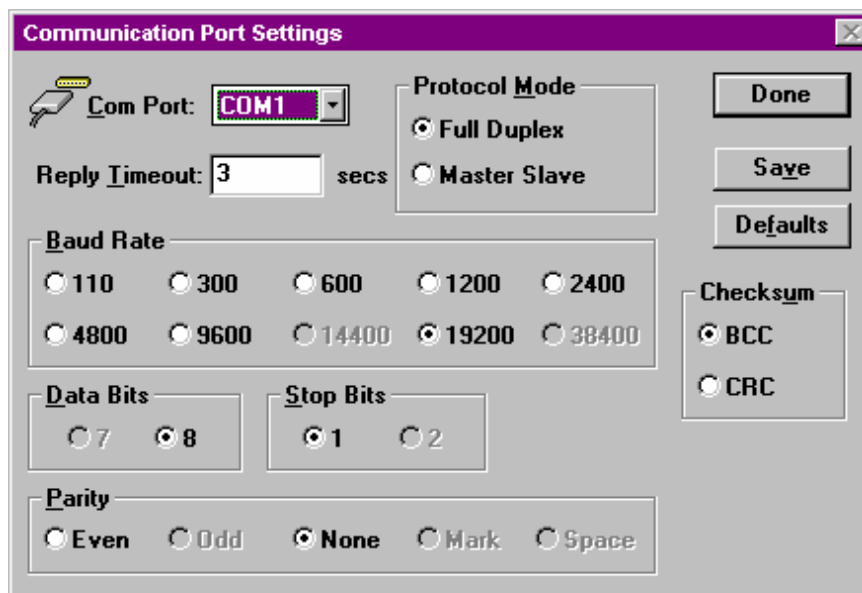 Communication Port Settings
Com Port: COM1
Reply Timeout: 3 secs
Protocol Mode
Full Duplex
Master Slave
Done
Save
Defaults
Baud Rate
110 300 600 1200 2400
4800 9600 14400 19200 38400
Checksum
BCC
CRC
Data Bits
7 8
Stop Bits
1 2
Parity
Even Odd None Mark Space